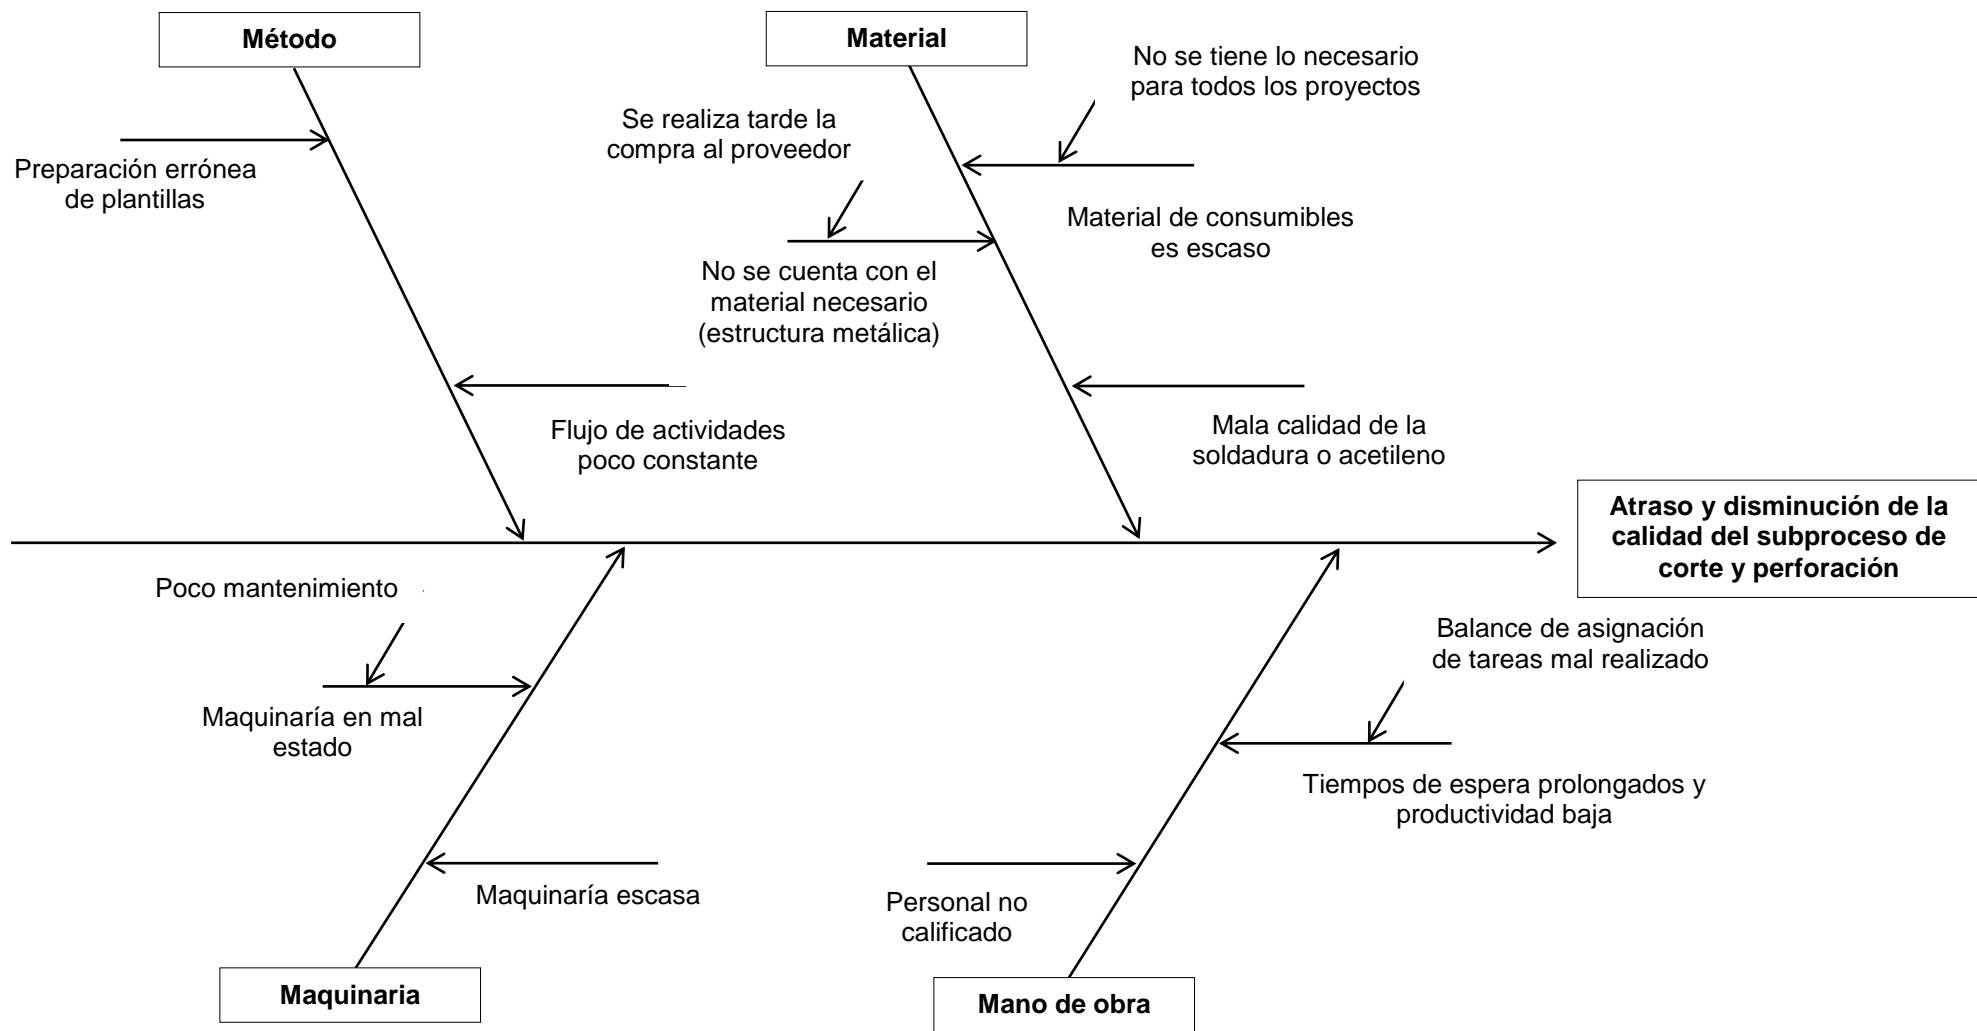 Método
Material
No se tiene lo necesario
para todos los proyectos
Se realiza tarde la
compra al proveedor
Preparación errónea
de plantillas
Material de consumibles
es escaso
No se cuenta con el
material necesario
(estructura metálica)
Flujo de actividades
poco constante
Mala calidad de la
soldadura o acetileno
Atraso y disminución de la
calidad del subproceso de
corte y perforación
Poco mantenimiento
Balance de asignación
de tareas mal realizado
Maquinaría en mal
estado
Tiempos de espera prolongados y
productividad baja
Maquinaría escasa
Personal no
calificado
Maquinaria
Mano de obra